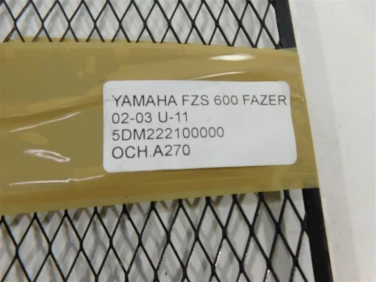 YAMAHA FZS 600 FAZER
02-03 U-11
5DM222100000
OCH.A270